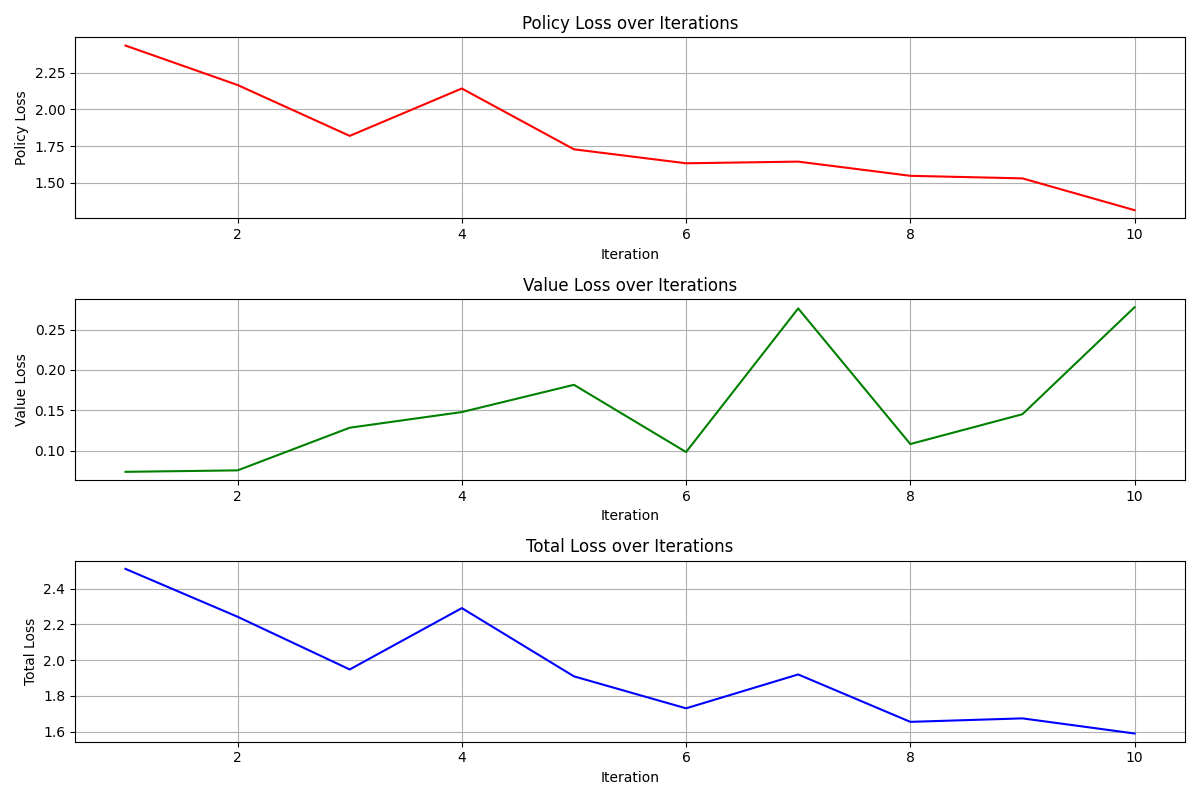 Policy Loss over Iterations
Policy Loss
2.25
2.00
1.75
1.50
2 4 6 8 10
Iteration
Value Loss over Iterations
Value Loss
0.25
0.20
0.15
0.10
2 4 6 8 10
Iteration
Total Loss over Iterations
Total Loss
2.4
2.2
2.0
1.8
1.6
2 4 6 8 10
Iteration